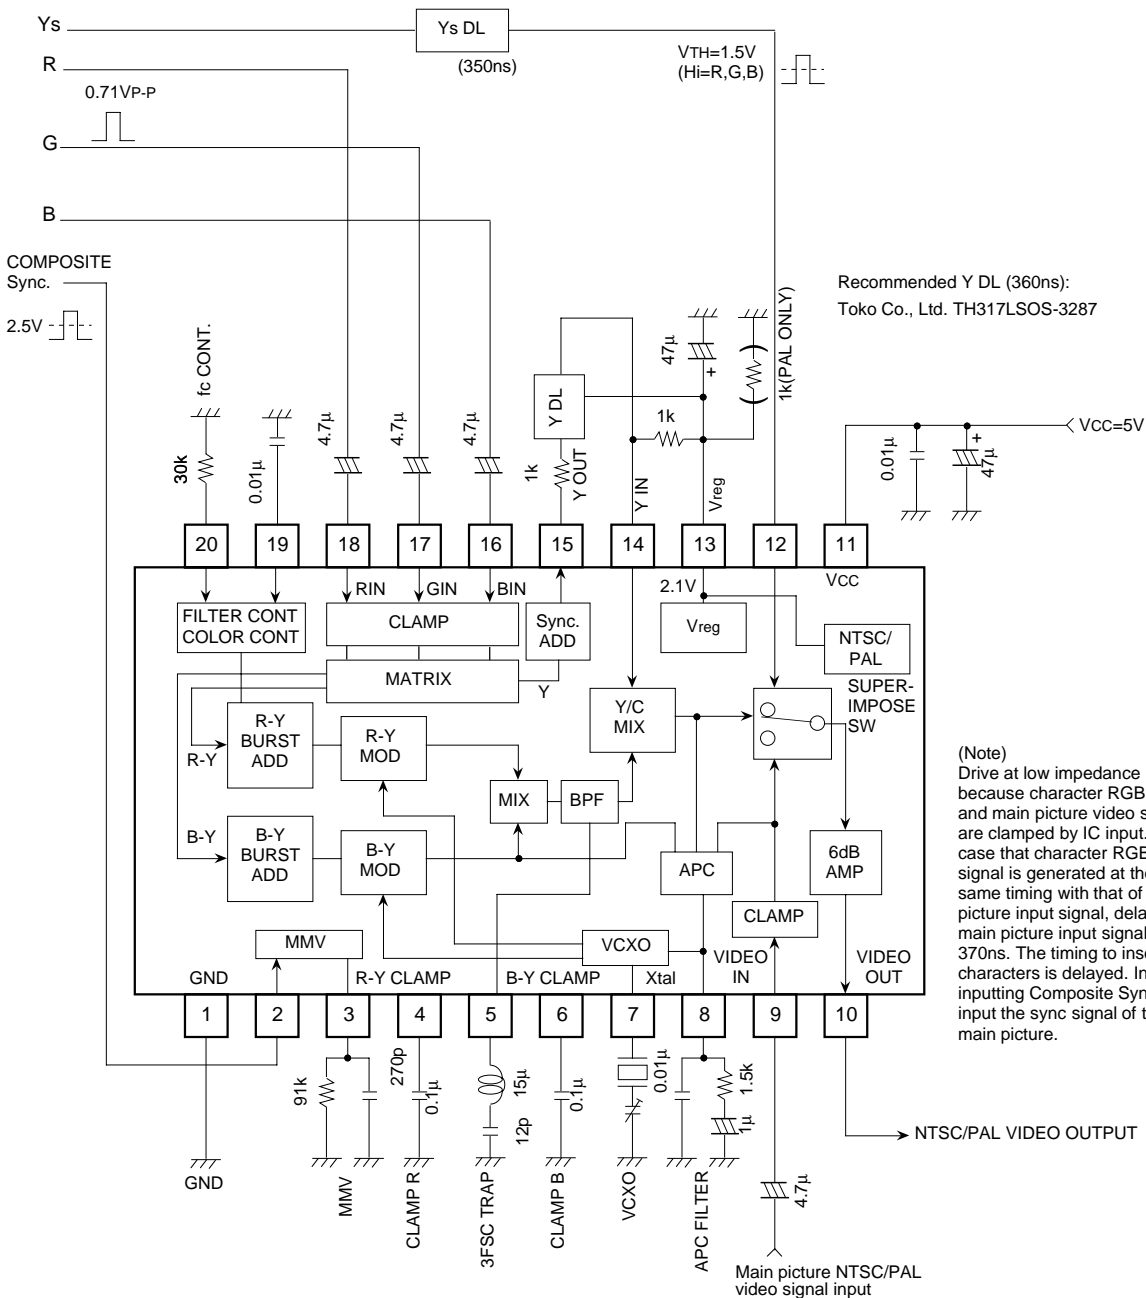 Ys
Ys DL
(350ns)
VTH=1.5V
(Hi=R,G,B)
R
0.71VP-P
G
B
COMPOSITE
Sync.
2.5V
Recommended Y DL (360ns):
Toko Co., Ltd. TH317LSOS-3287
fc CONT.
30k
0.01μ
4.7μ
4.7μ
4.7μ
Y DL
1k
Y OUT
Y IN
1k
47μ
+
Vreg
1k(PAL ONLY)
VCC=5V
0.01μ
+
47μ
20
19
18
17
16
15
14
13
12
11
RIN
GIN
BIN
2.1V
VCC
FILTER CONT
COLOR CONT
CLAMP
Sync.
ADD
Vreg
NTSC/
PAL
MATRIX
Y
Y/C
MIX
SUPER-
IMPOSE
SW
R-Y
R-Y
BURST
ADD
R-Y
MOD
MIX
BPF
B-Y
B-Y
BURST
ADD
B-Y
MOD
APC
6dB
AMP
MMV
VCXO
CLAMP
GND
R-Y CLAMP
B-Y CLAMP
Xtal
VIDEO
IN
VIDEO
OUT
1
2
3
4
5
6
7
8
9
10
(Note)
Drive at low impedance
because character RGB
and main picture video s
are clamped by IC input.
case that character RGB
signal is generated at the
same timing with that of
picture input signal, dela
main picture input signal
370ns. The timing to inse
characters is delayed. In
inputting Composite Syn
input the sync signal of t
main picture.
91k
270p
0.1μ
15μ
12p
0.1μ
0.01μ
1.5k
1μ
4.7μ
GND
MMV
CLAMP R
3FSC TRAP
CLAMP B
VCXO
APC FILTER
NTSC/PAL VIDEO OUTPUT
Main picture NTSC/PAL
video signal input